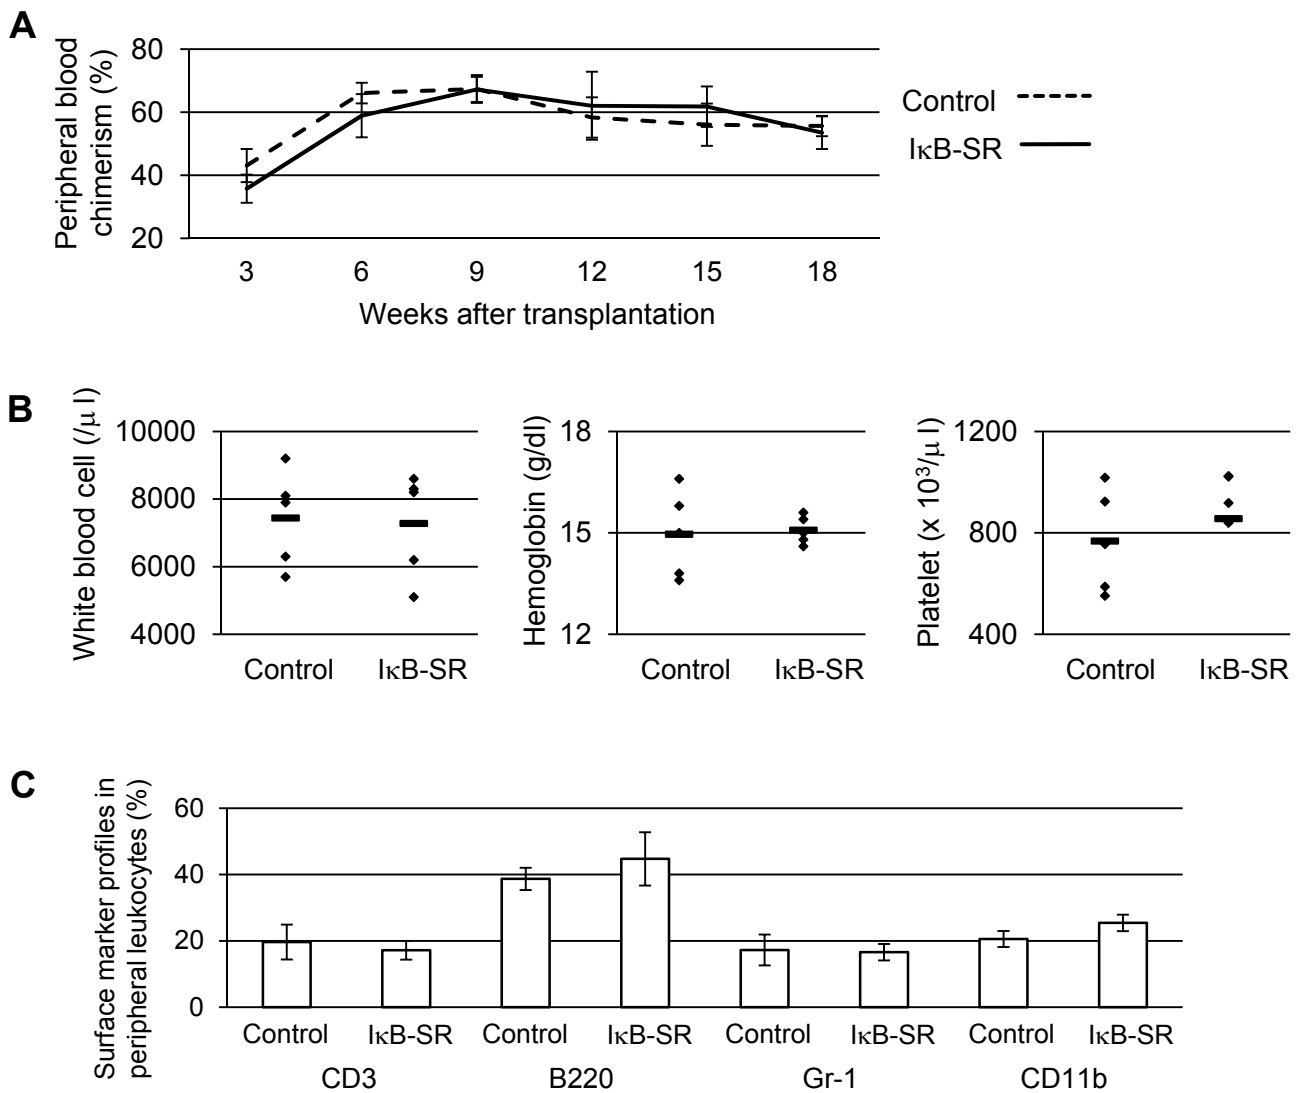 A
Peripheral blood
chimerism (%)
80
60
40
20
3 6 9 12 15 18
Weeks after transplantation
Control
IκB-SR
B
White blood cell (/μ l)
10000
8000
6000
4000
Control IκB-SR
Hemoglobin (g/dl)
18
15
12
Control IκB-SR
Platelet (x 10³/μ l)
1200
800
400
Control IκB-SR
C
Surface marker profiles in
peripheral leukocytes (%)
60
40
20
0
Control IκB-SR Control IκB-SR Control IκB-SR Control IκB-SR
CD3 B220 Gr-1 CD11b